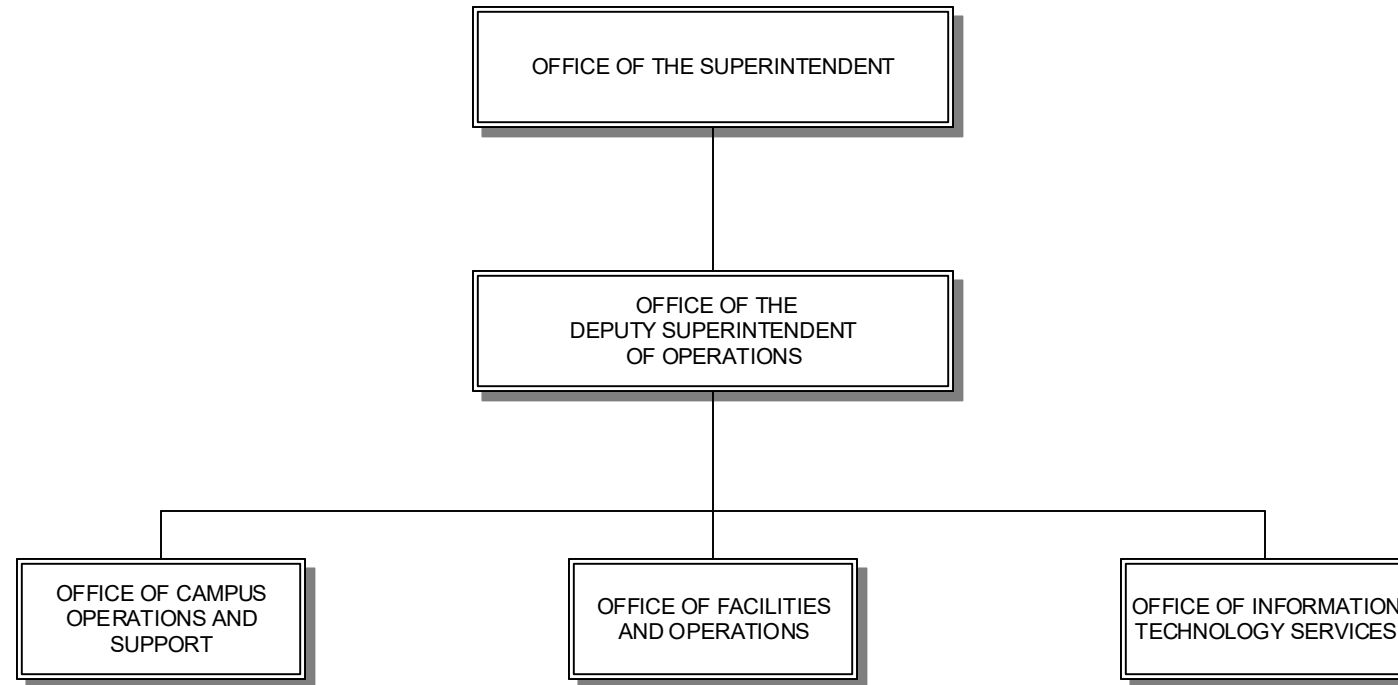 OFFICE OF THE SUPERINTENDENT
OFFICE OF THE
DEPUTY SUPERINTENDENT
OF OPERATIONS
OFFICE OF CAMPUS
OPERATIONS AND
SUPPORT
OFFICE OF FACILITIES
AND OPERATIONS
OFFICE OF INFORMATION
TECHNOLOGY SERVICES